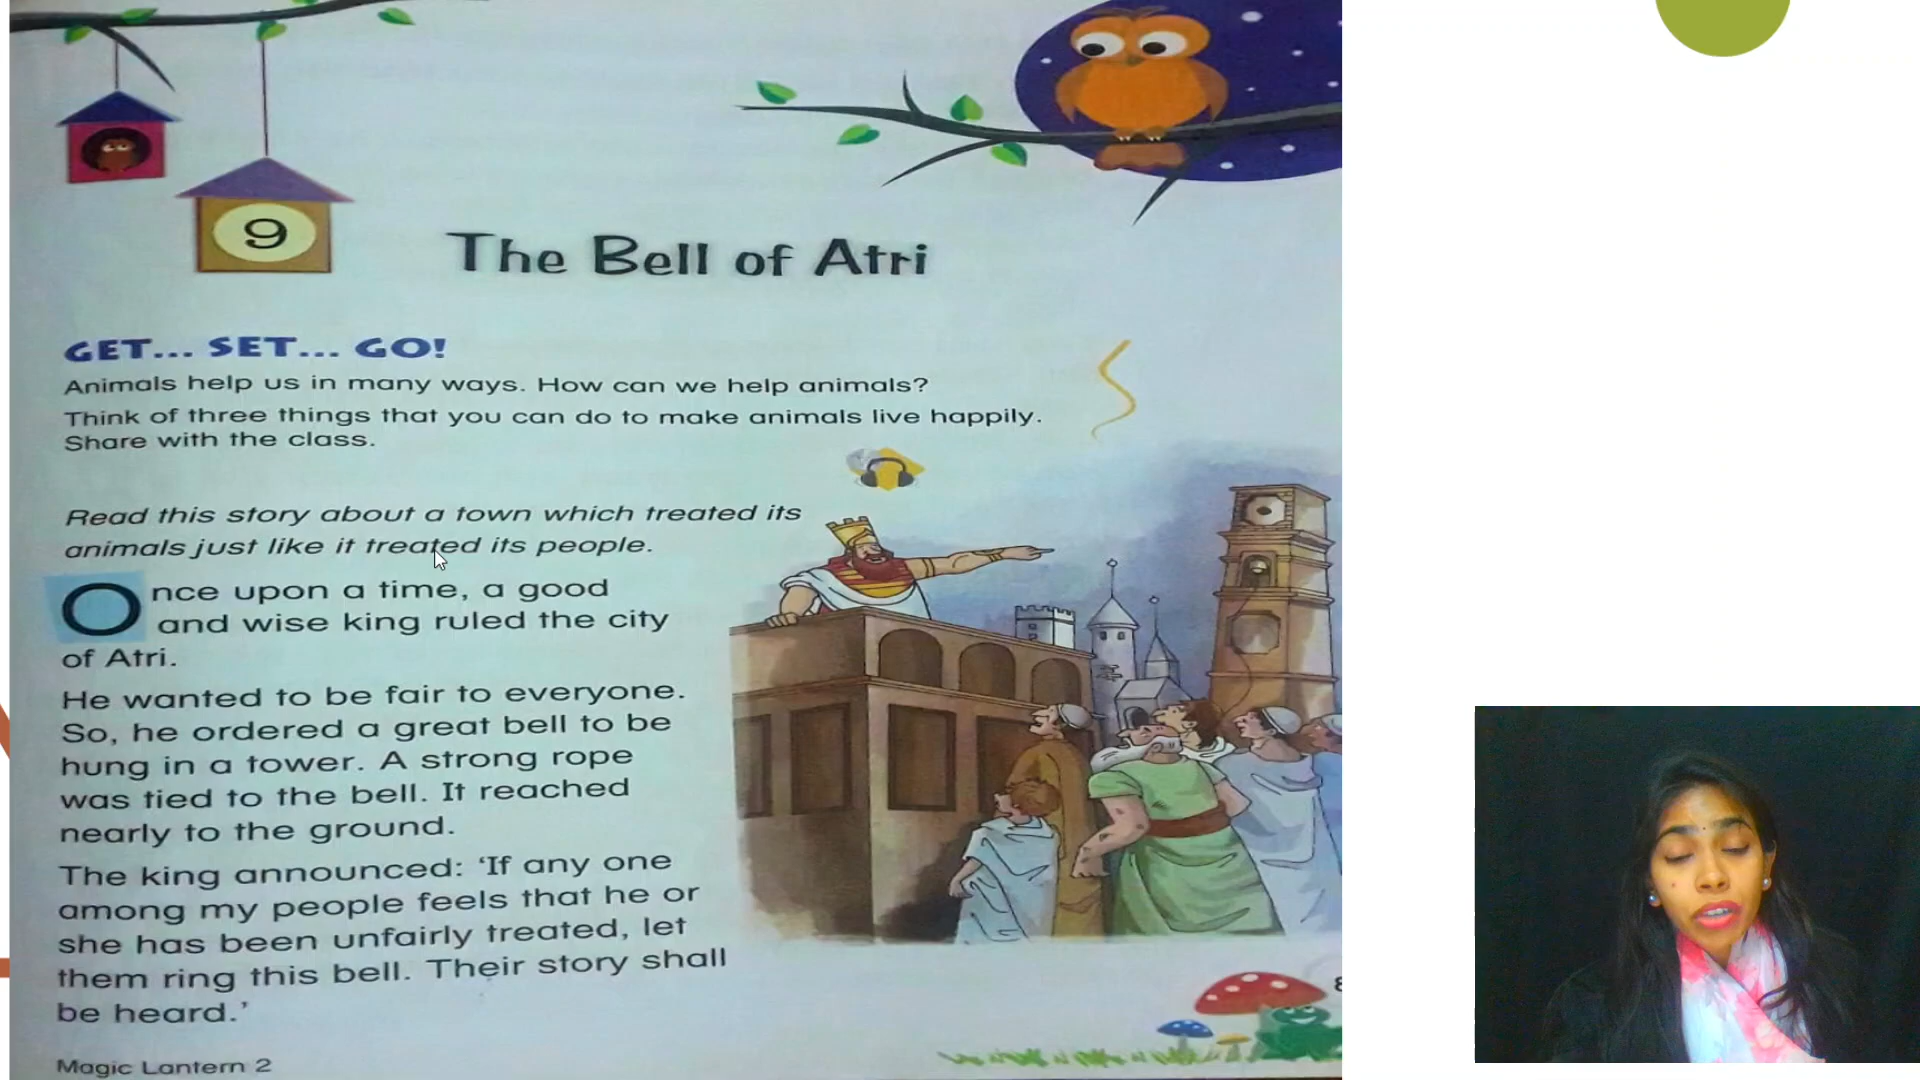 9
The Bell of Atri
GET... SET... GO!
Animals help us in many ways. How can we help animals?
Think of three things that you can do to make animals live happily.
Share with the class.
Read this story about a town which treated its
animals just like it treated its people.
Once upon a time, a good
and wise king ruled the city
of Atri.
He wanted to be fair to everyone.
So, he ordered a great bell to be
hung in a tower. A strong rope
was tied to the bell. It reached
nearly to the ground.
The king announced: ‘If any one
among my people feels that he or
she has been unfairly treated, let
them ring this bell. Their story shall
be heard.’
Magic Lantern 2